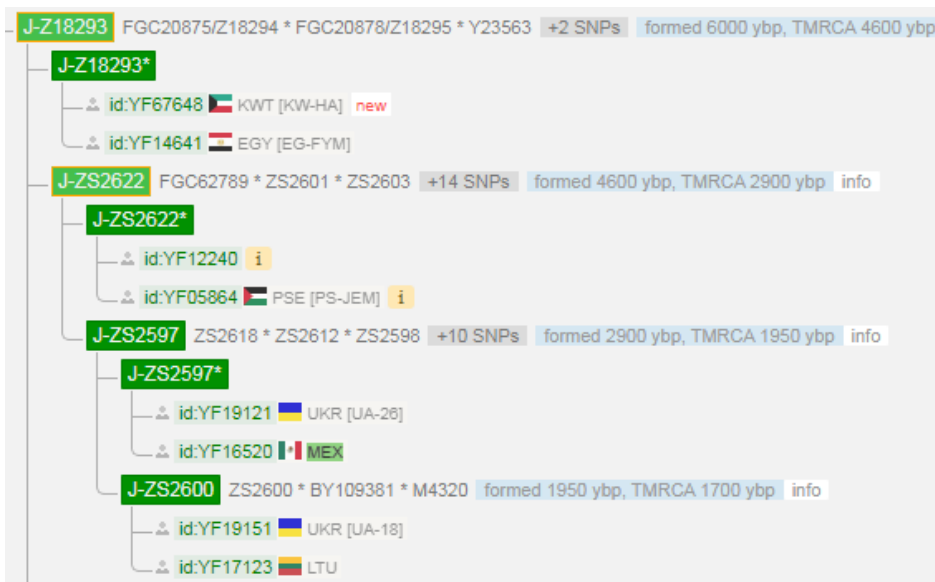 J-Z18293 FGC20875/Z18294 * FGC20878/Z18295 * Y23563 +2 SNPs formed 6000 ybp, TMRCA 4600 ybp
J-Z18293*
id:YF67648 KWT [KW-HA] new
id:YF14641 EGY [EG-FYM]
J-ZS2622 FGC62789 * ZS2601 * ZS2603 +14 SNPs formed 4600 ybp, TMRCA 2900 ybp info
J-ZS2622*
id:YF12240 i
id:YF05864 PSE [PS-JEM] i
J-ZS2597 ZS2618 * ZS2612 * ZS2598 +10 SNPs formed 2900 ybp, TMRCA 1950 ybp info
J-ZS2597*
id:YF19121 UKR [UA-26]
id:YF16520 MEX
J-ZS2600 ZS2600 * BY109381 * M4320 formed 1950 ybp, TMRCA 1700 ybp info
id:YF19151 UKR [UA-18]
id:YF17123 LTU